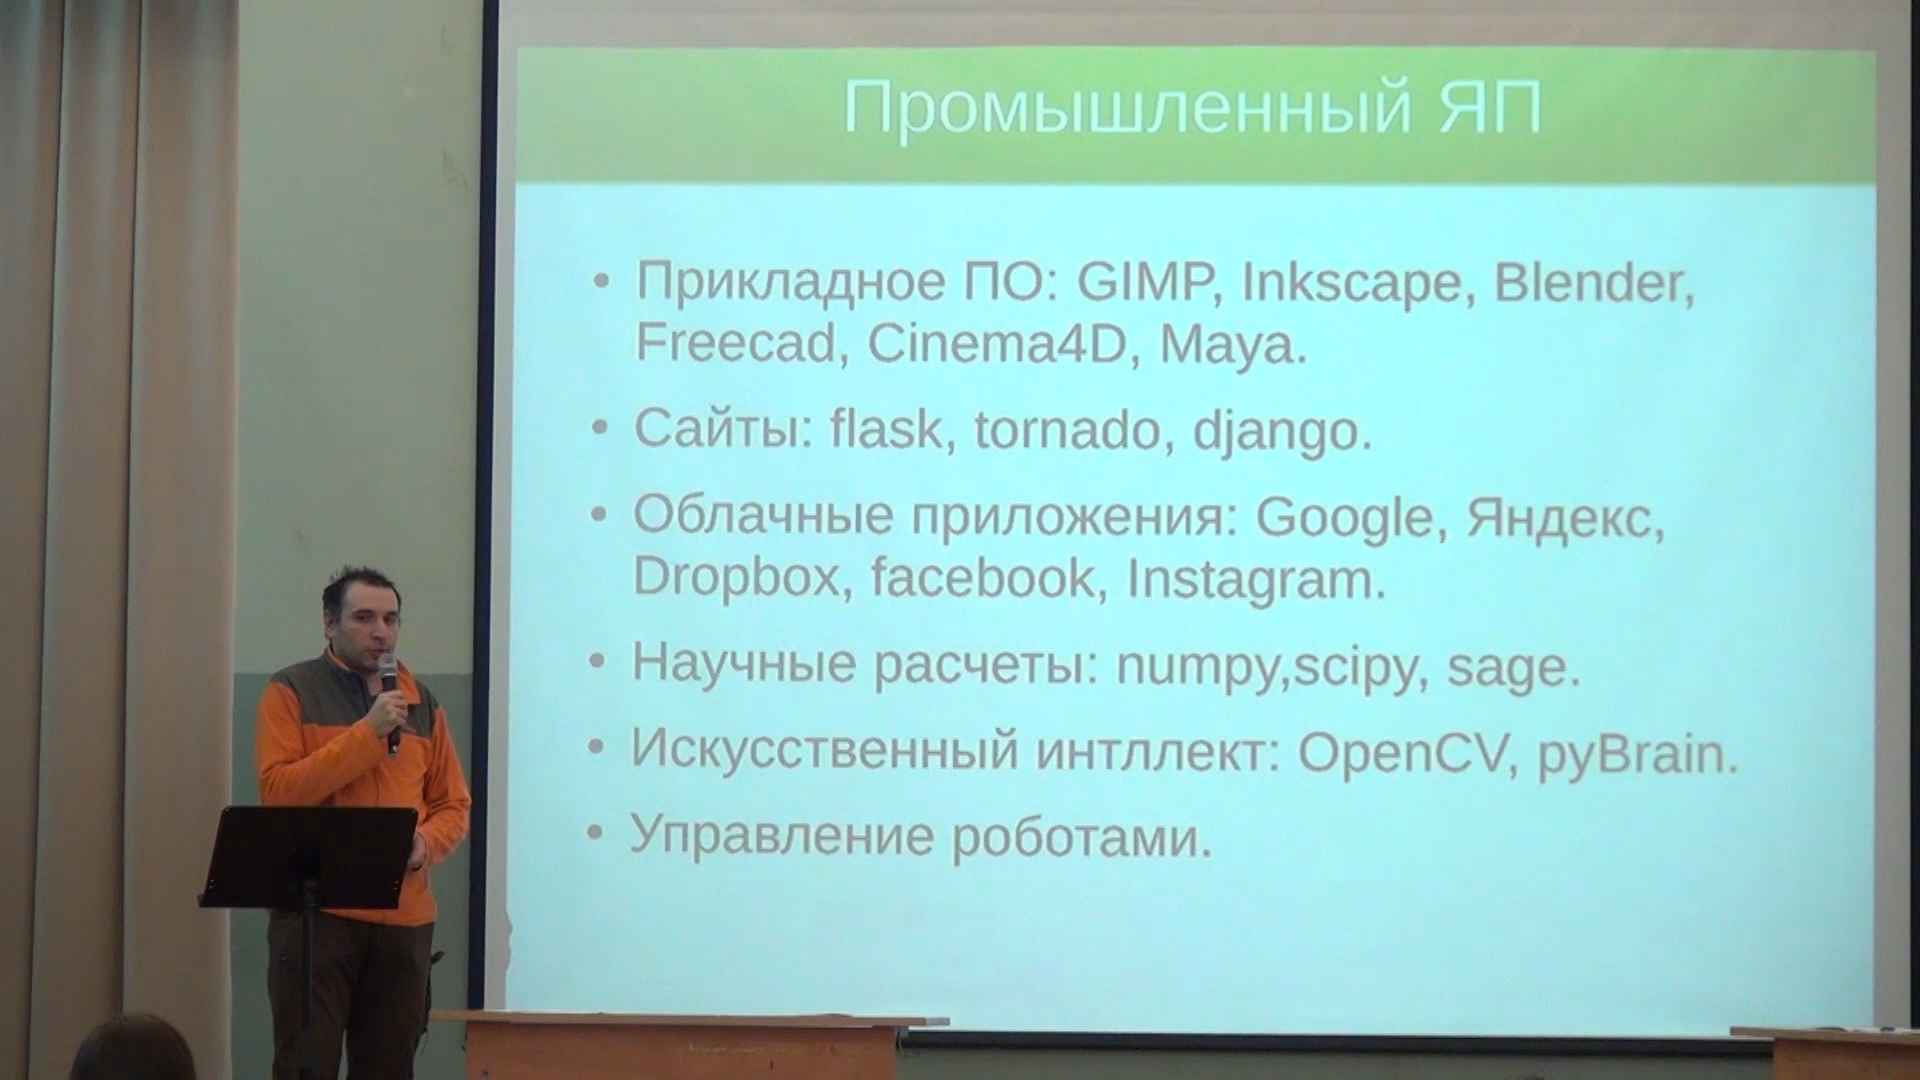 Промышленный ЯП
• Прикладное ПО: GIMP, Inkscape, Blender,
Freecad, Cinema4D, Maya.
• Сайты: flask, tornado, django.
• Облачные приложения: Google, Яндекс,
Dropbox, facebook, Instagram.
• Научные расчеты: numpy,scipy, sage.
• Искусственный интллект: OpenCV, pyBrain.
• Управление роботами.